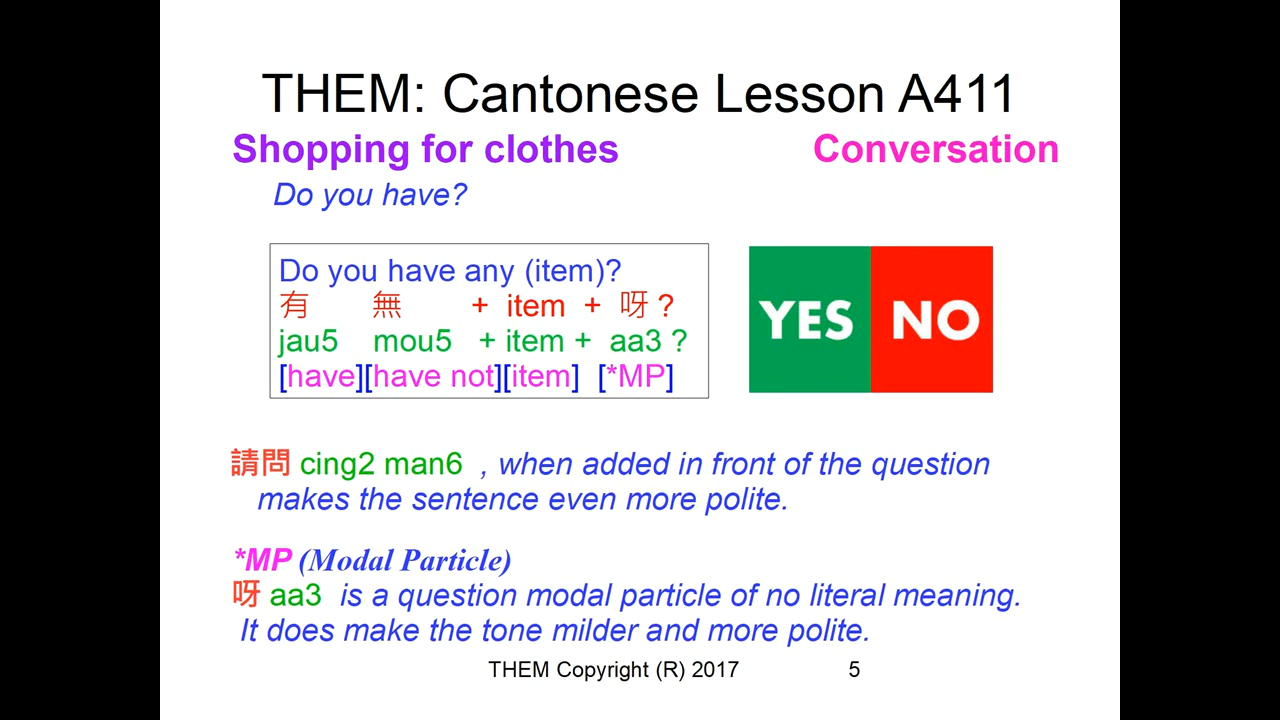 THEM: Cantonese Lesson A411
Shopping for clothes Conversation
Do you have?
Do you have any (item)?
有 無 + item + 呀 ?
jau5 mou5 + item + aa3 ?
[have][have not][item] [*MP]
YES NO
請問 cing2 man6 , when added in front of the question
makes the sentence even more polite.
*MP (Modal Particle)
呀 aa3 is a question modal particle of no literal meaning.
It does make the tone milder and more polite.
THEM Copyright (R) 2017 5